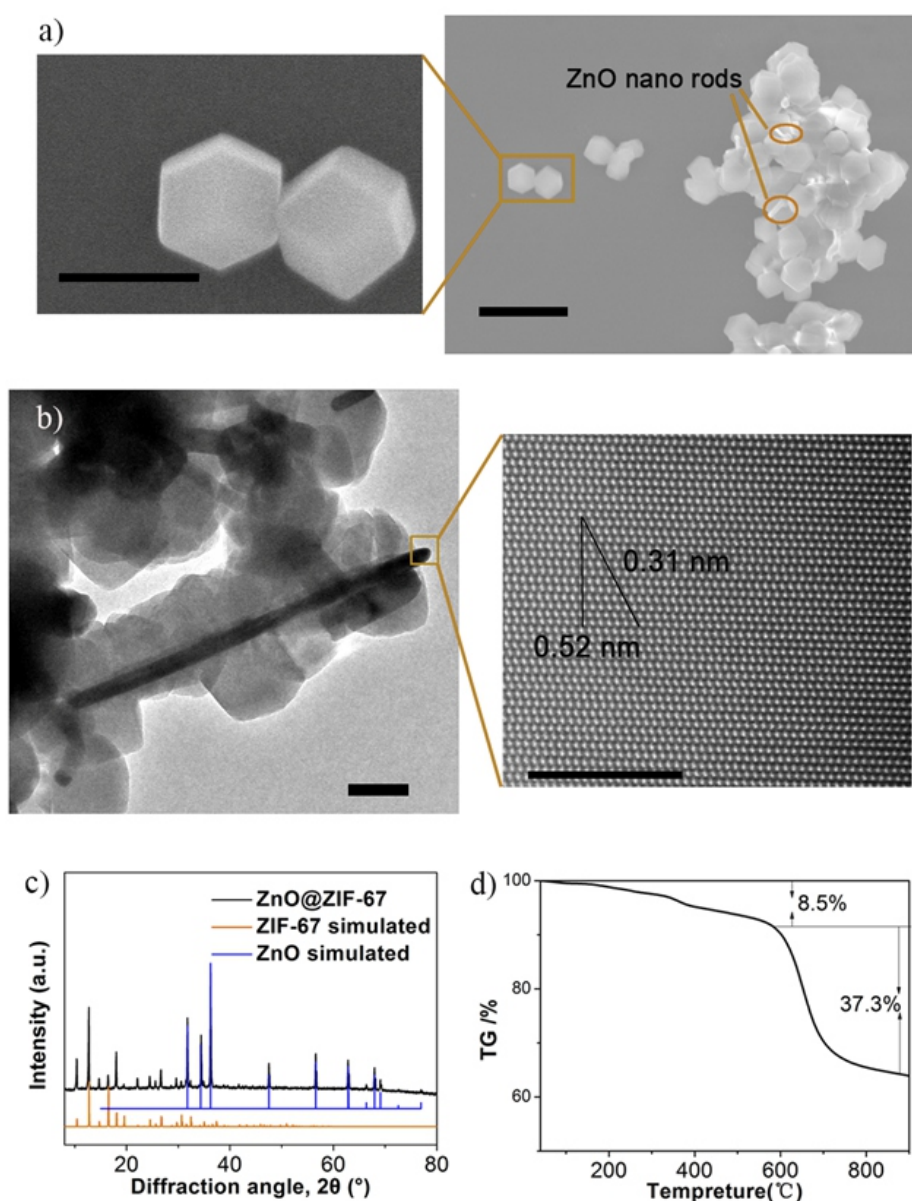 a)
ZnO nano rods
b)
0.31 nm
0.52 nm
c)
ZnO@ZIF-67
ZIF-67 simulated
ZnO simulated
Intensity (a.u.)
20 40 60 80
Diffraction angle, 2θ (°)
d)
100
80
60
TG /%
8.5%
37.3%
200 400 600 800
Tempreture(℃)